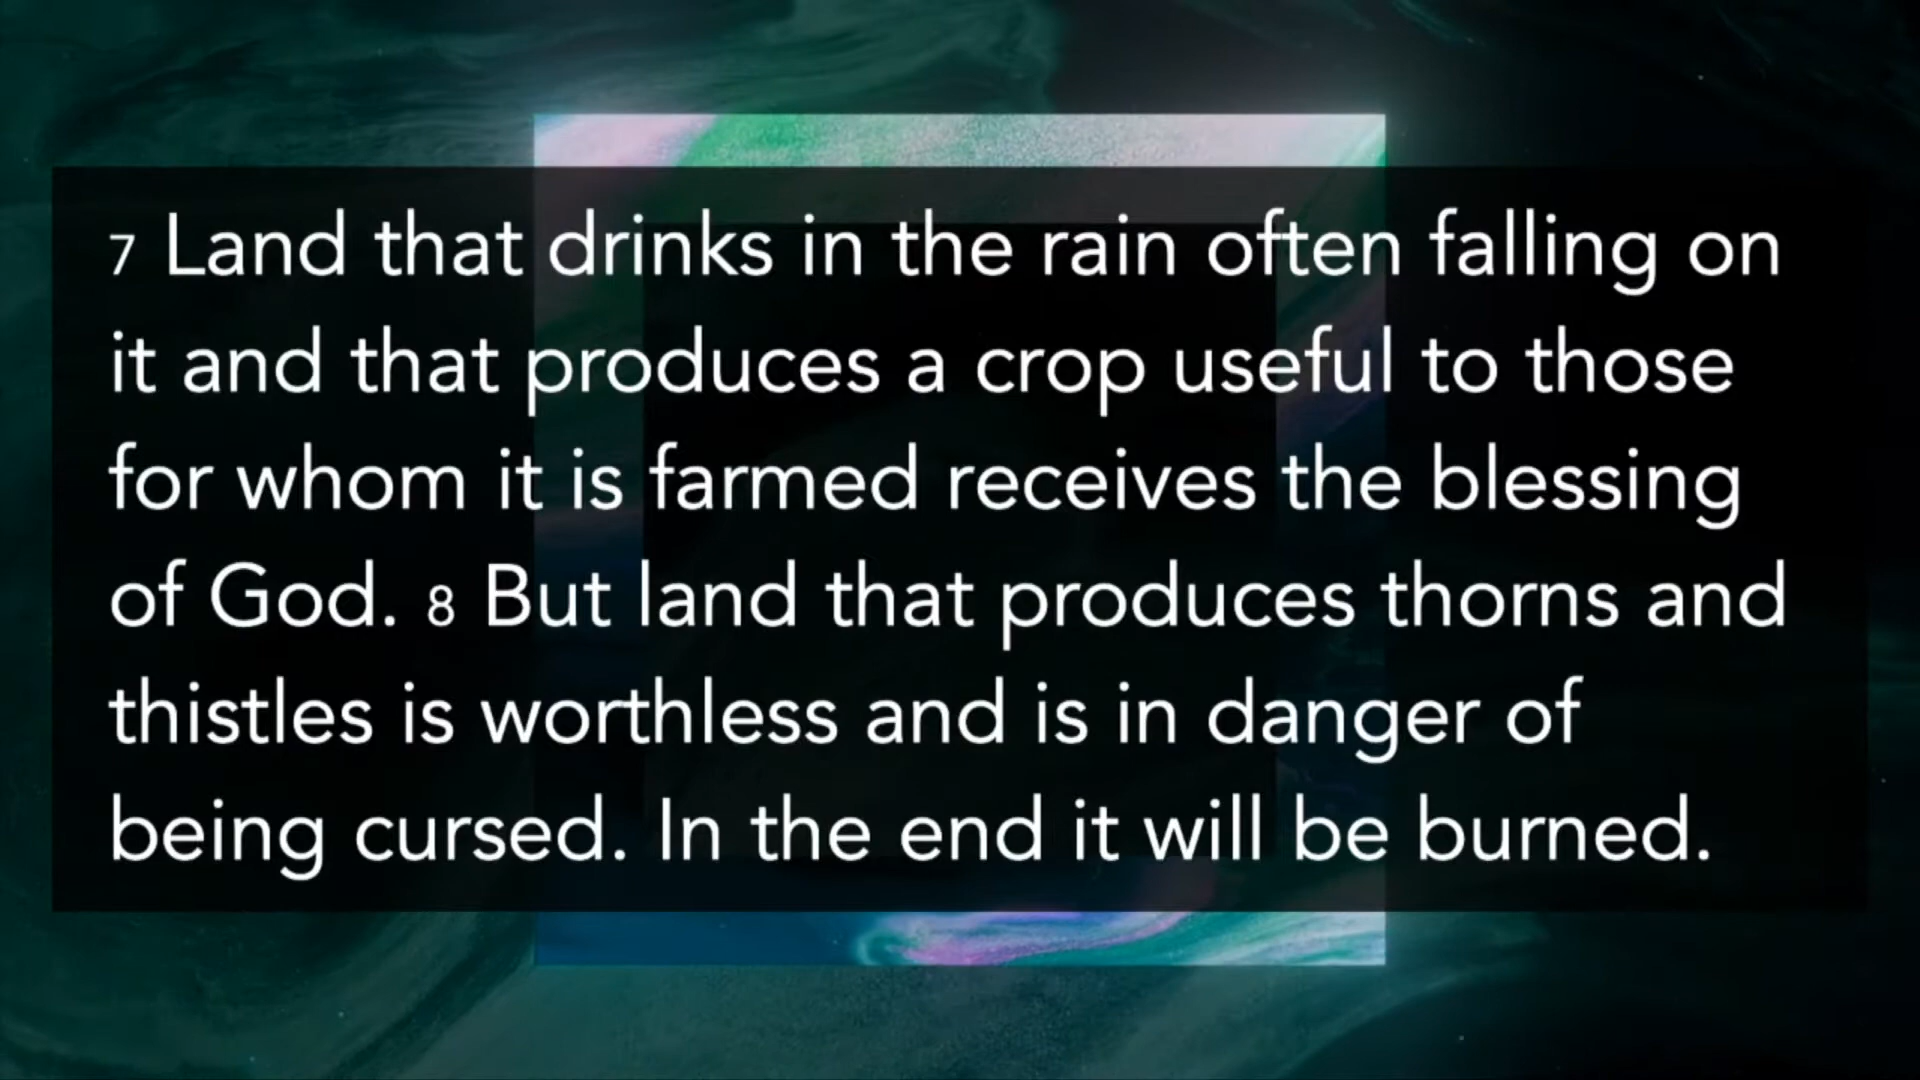 7 Land that drinks in the rain often falling on
it and that produces a crop useful to those
for whom it is farmed receives the blessing
of God. 8 But land that produces thorns and
thistles is worthless and is in danger of
being cursed. In the end it will be burned.